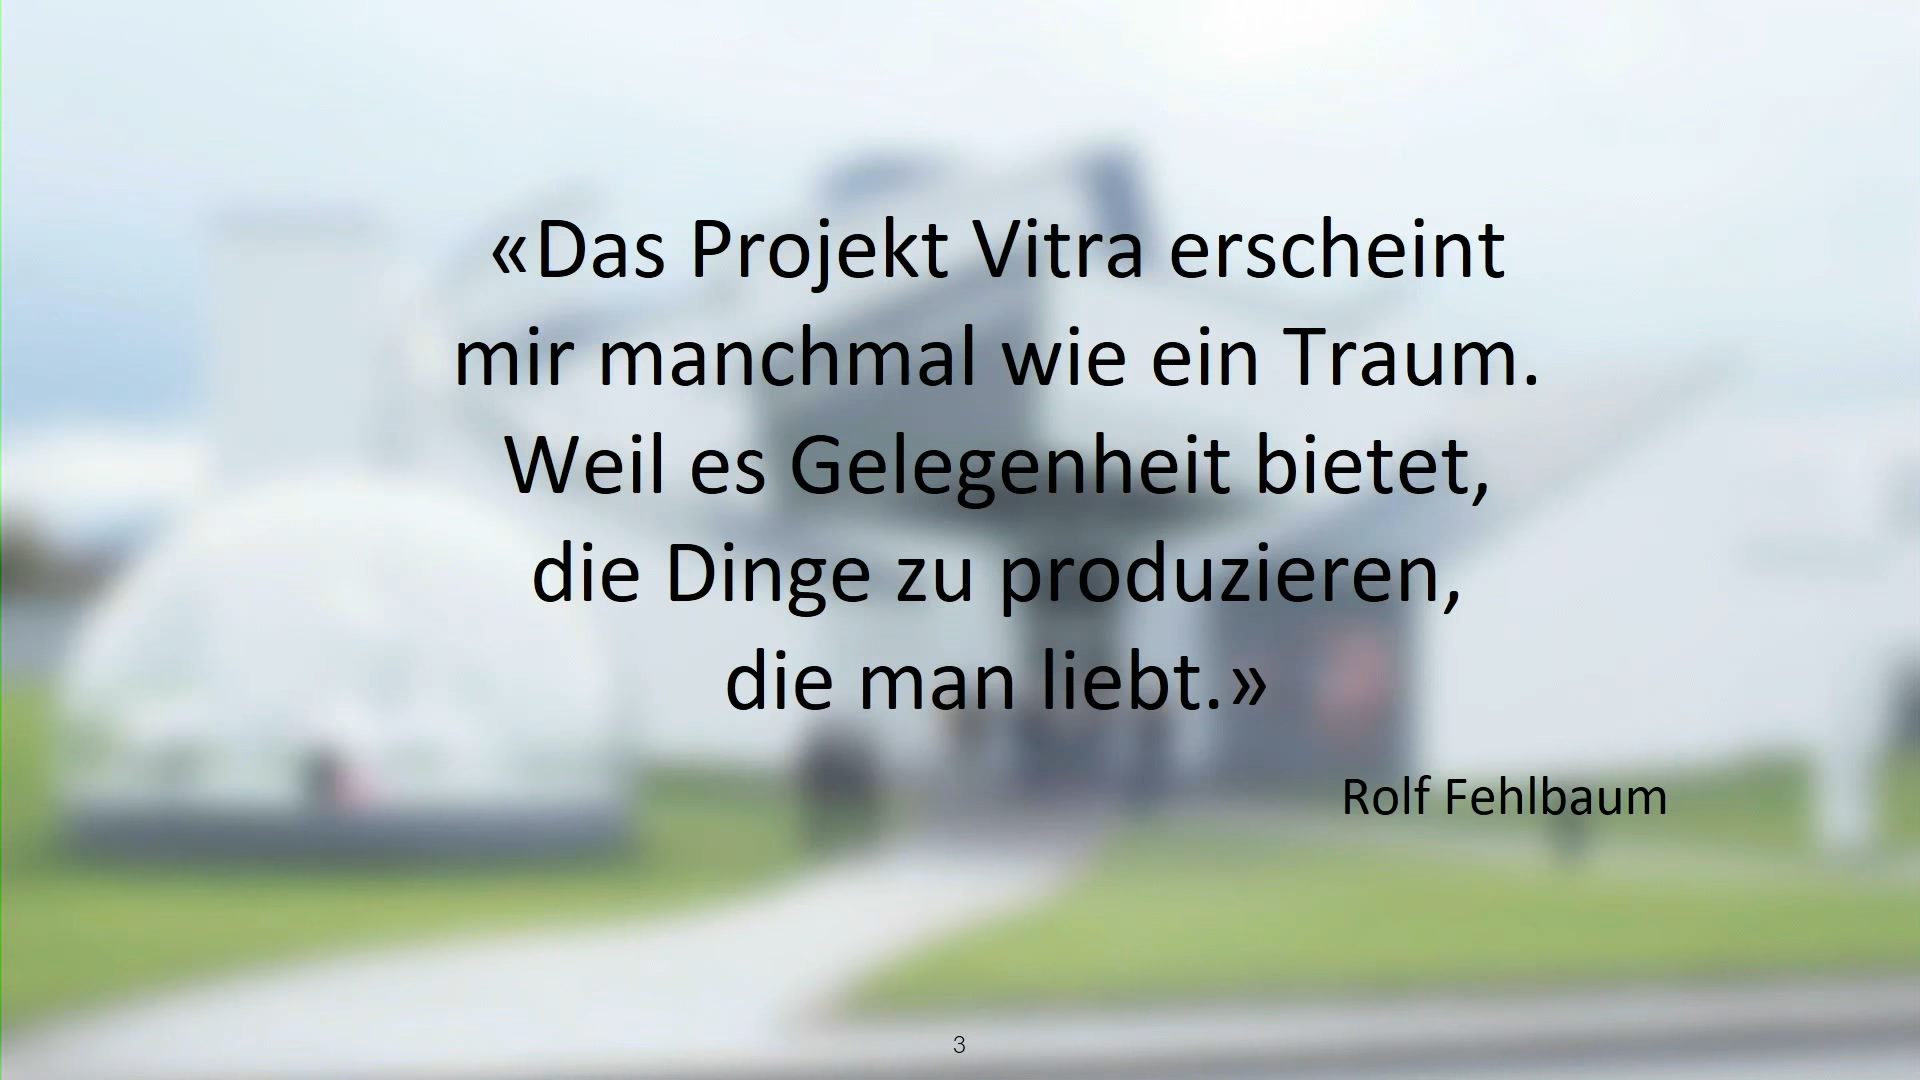 «Das Projekt Vitra erscheint
mir manchmal wie ein Traum.
Weil es Gelegenheit bietet,
die Dinge zu produzieren,
die man liebt.»
Rolf Fehlbaum
3